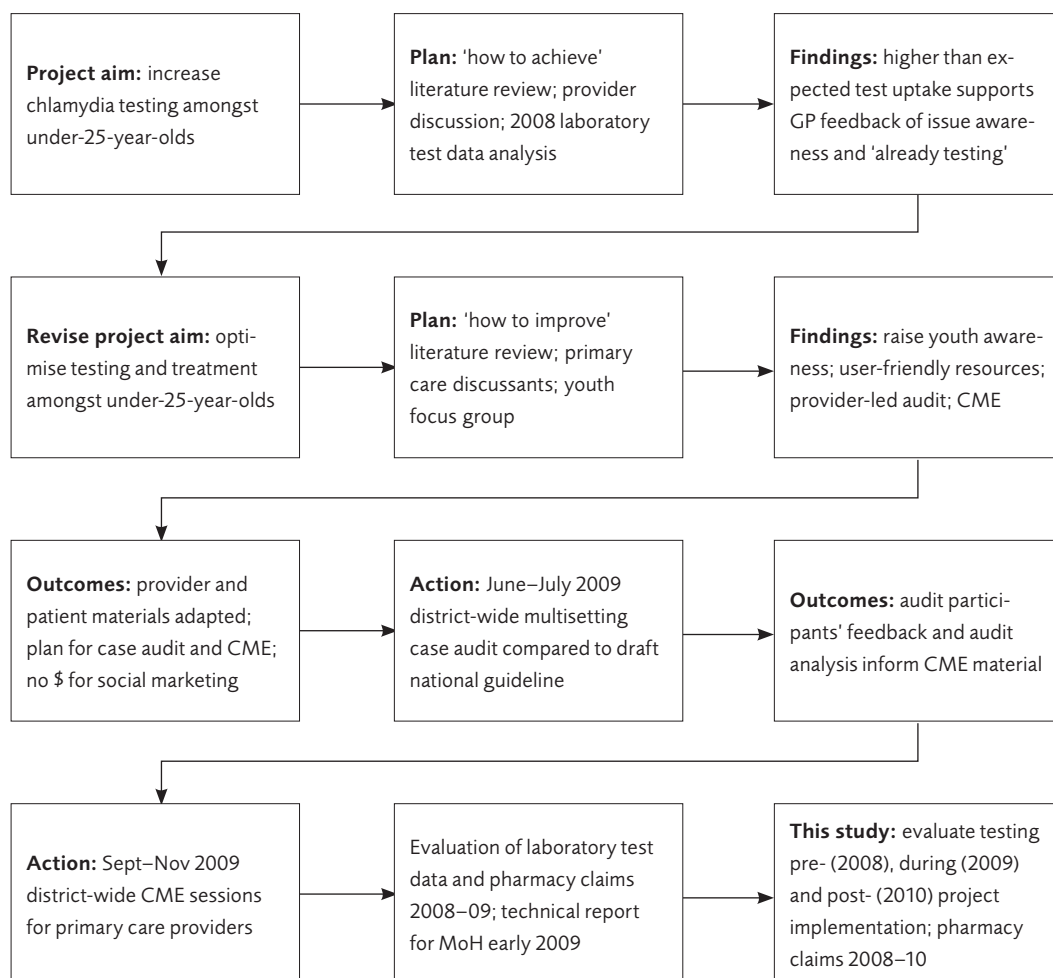 Project aim: increase
chlamydia testing amongst
under-25-year-olds
Plan: ‘how to achieve’
literature review; provider
discussion; 2008 laboratory
test data analysis
Findings: higher than ex-
pected test uptake supports
GP feedback of issue aware-
ness and ‘already testing’
Revise project aim: opti-
mise testing and treatment
amongst under-25-year-olds
Plan: ‘how to improve’
literature review; primary
care discussants; youth
focus group
Findings: raise youth aware-
ness; user-friendly resources;
provider-led audit; CME
Outcomes: provider and
patient materials adapted;
plan for case audit and CME;
no $ for social marketing
Action: June–July 2009
district-wide multisetting
case audit compared to draft
national guideline
Outcomes: audit partici-
pants’ feedback and audit
analysis inform CME material
Action: Sept–Nov 2009
district-wide CME sessions
for primary care providers
Evaluation of laboratory test
data and pharmacy claims
2008–09; technical report
for MoH early 2009
This study: evaluate testing
pre- (2008), during (2009)
and post- (2010) project
implementation; pharmacy
claims 2008–10